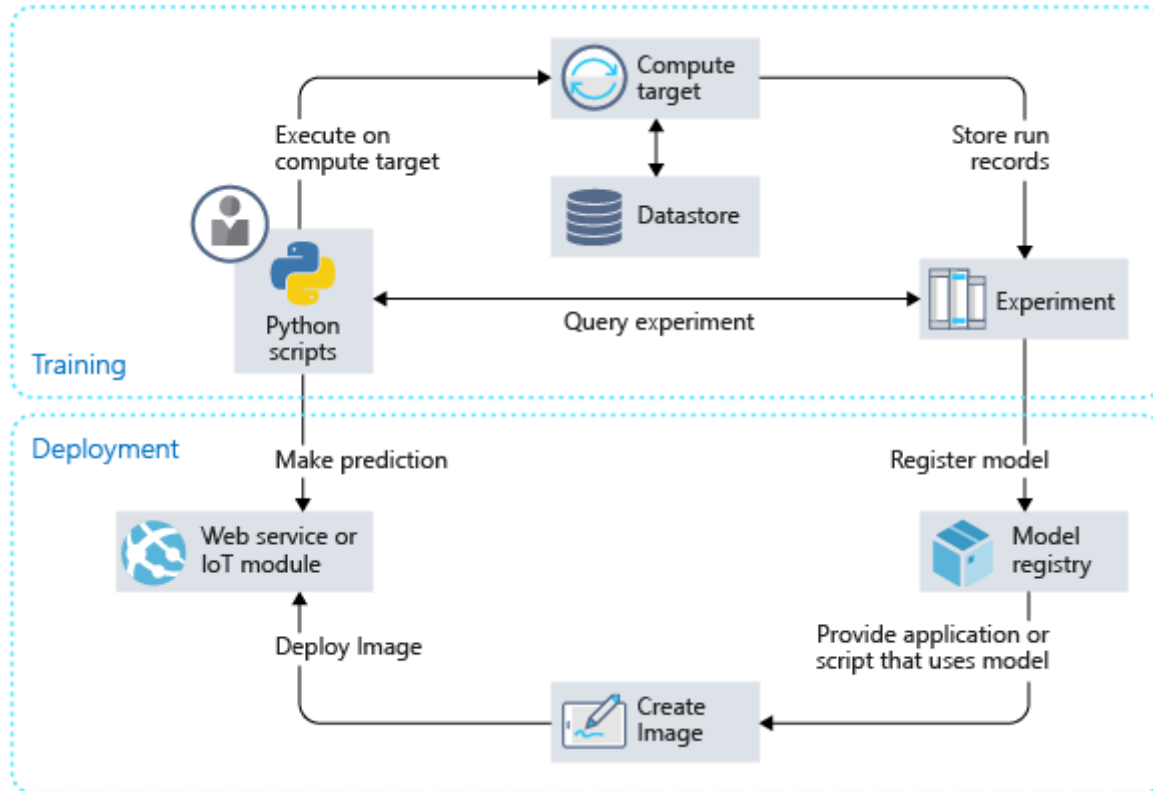 Compute
target
Execute on
compute target
Store run
records
Datastore
Python
scripts
Query experiment
Experiment
Training
Deployment
Make prediction
Register model
Web service or
IoT module
Model
registry
Deploy Image
Provide application or
script that uses model
Create
Image